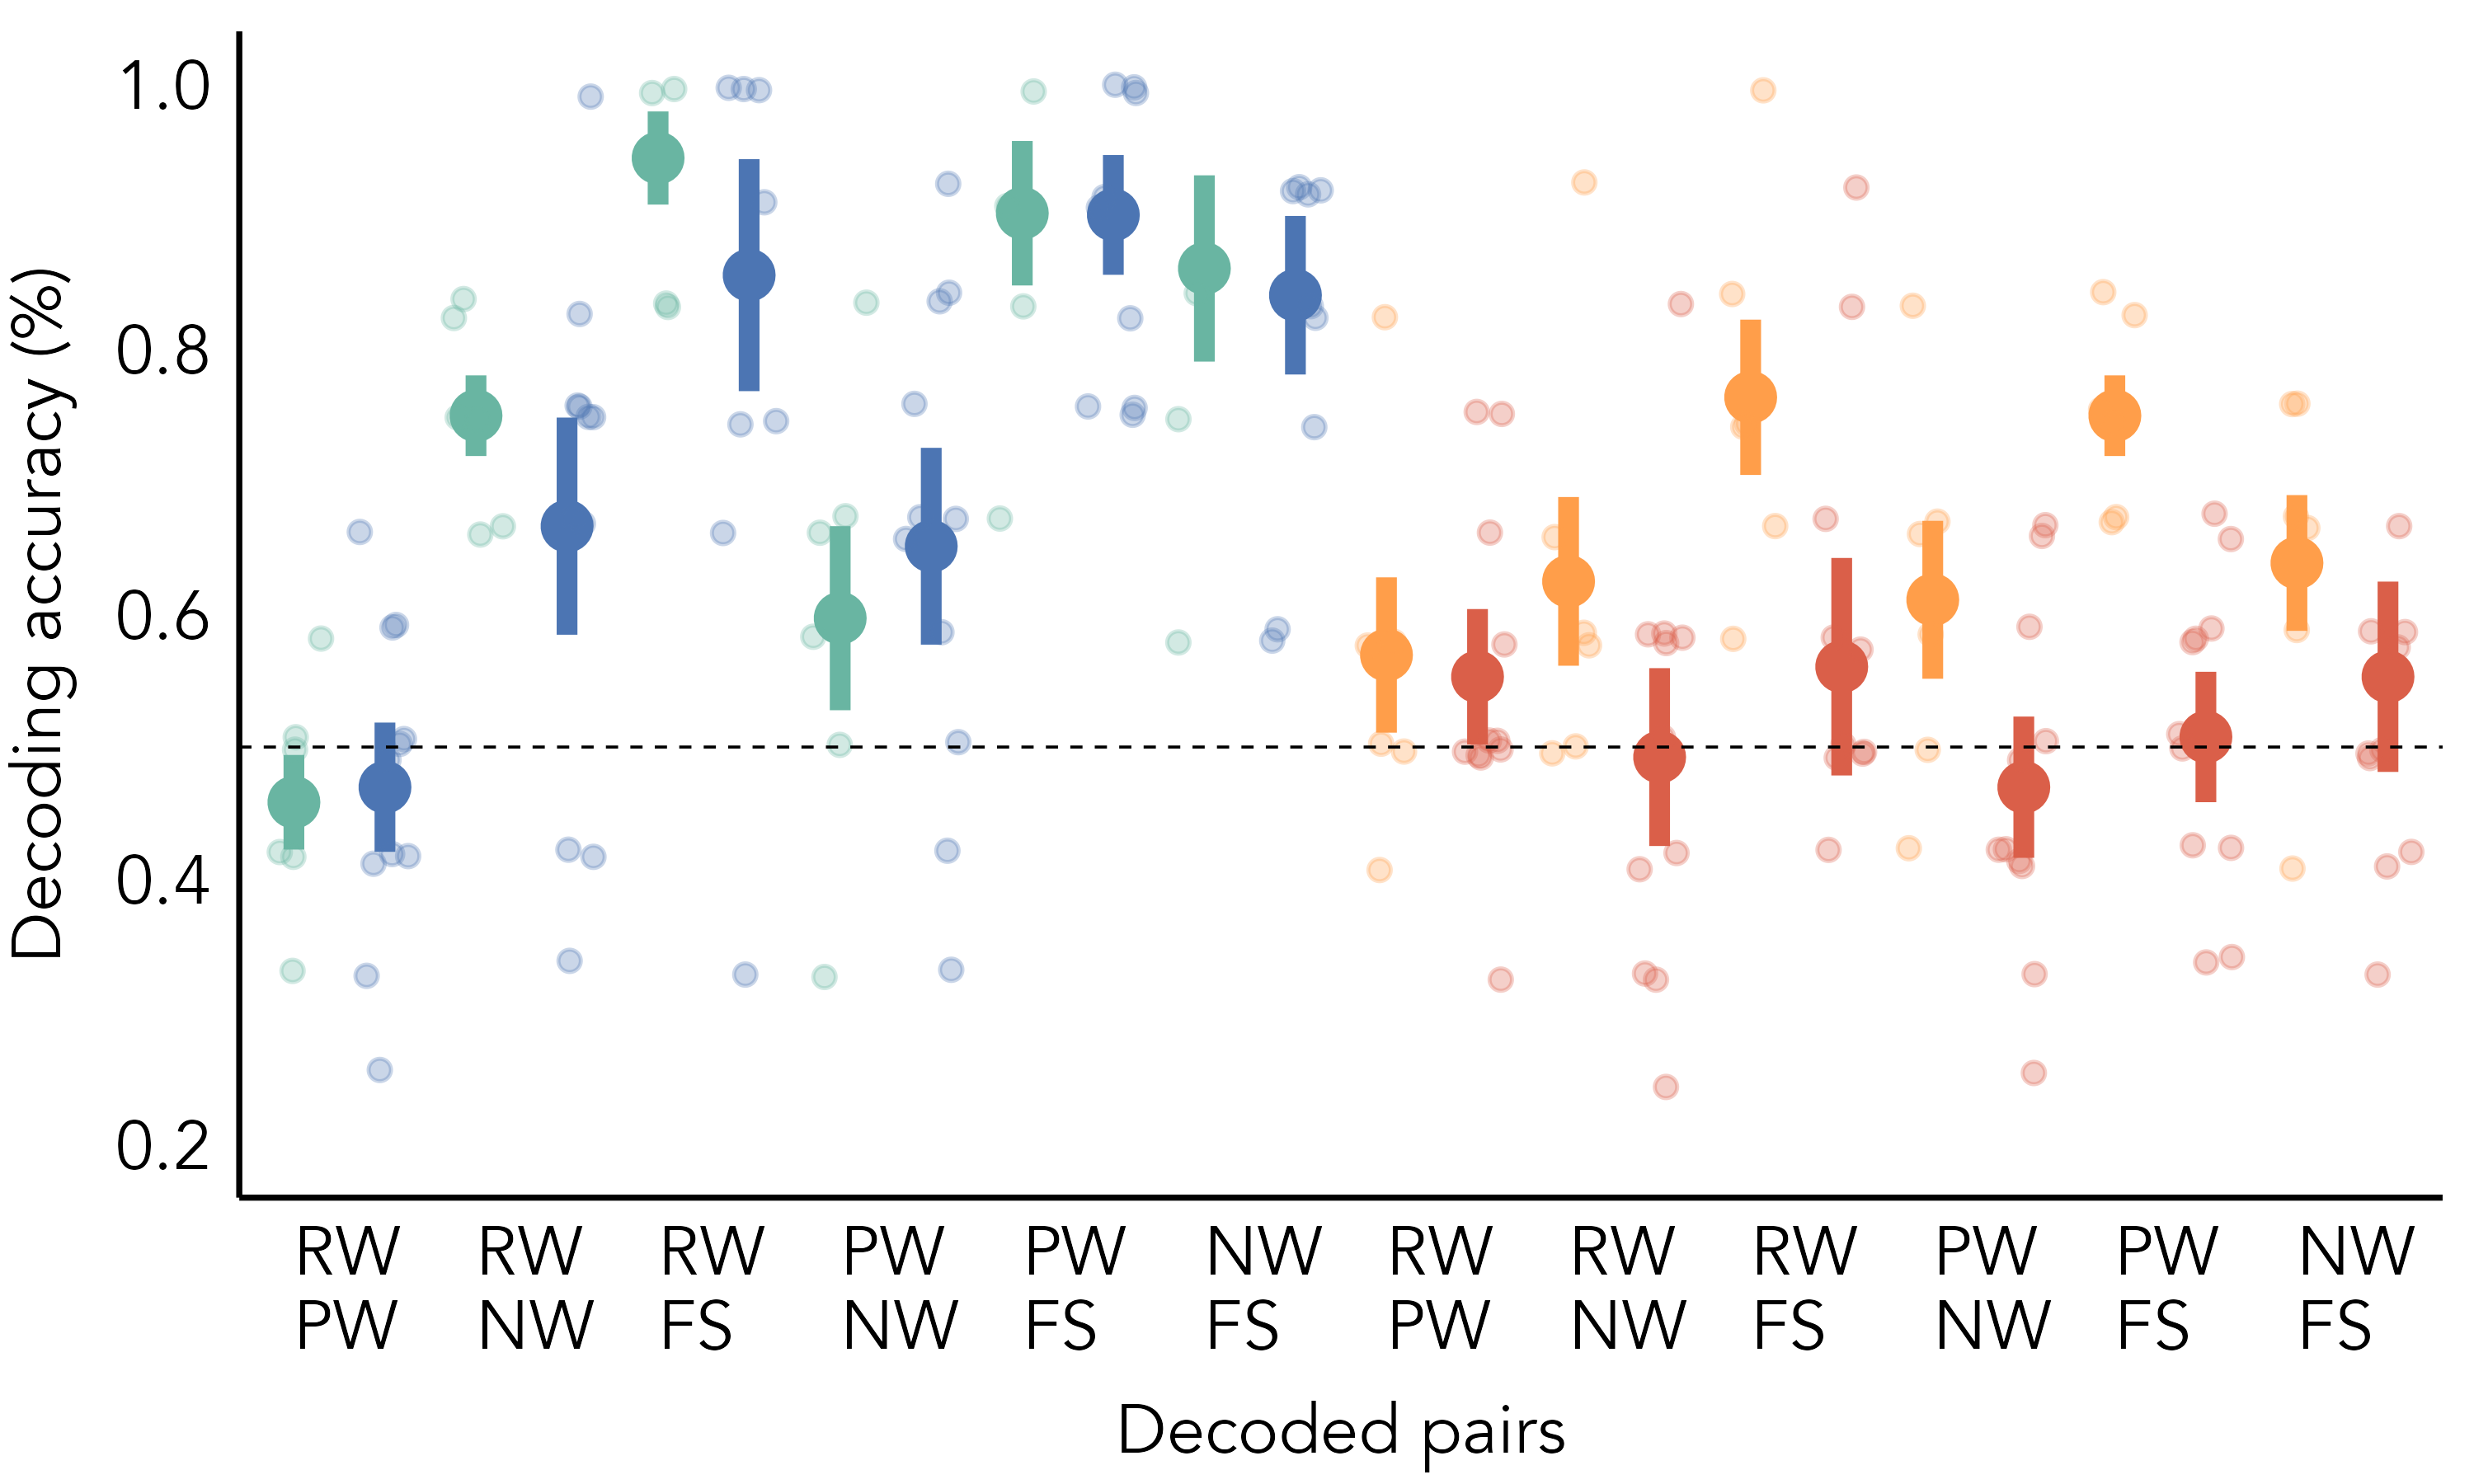 Decoding accuracy (%)
1.0
0.8
0.6
0.4
0.2
RW RW RW PW PW NW RW RW RW PW PW NW
PW NW FS NW FS FS PW NW FS NW FS FS
Decoded pairs